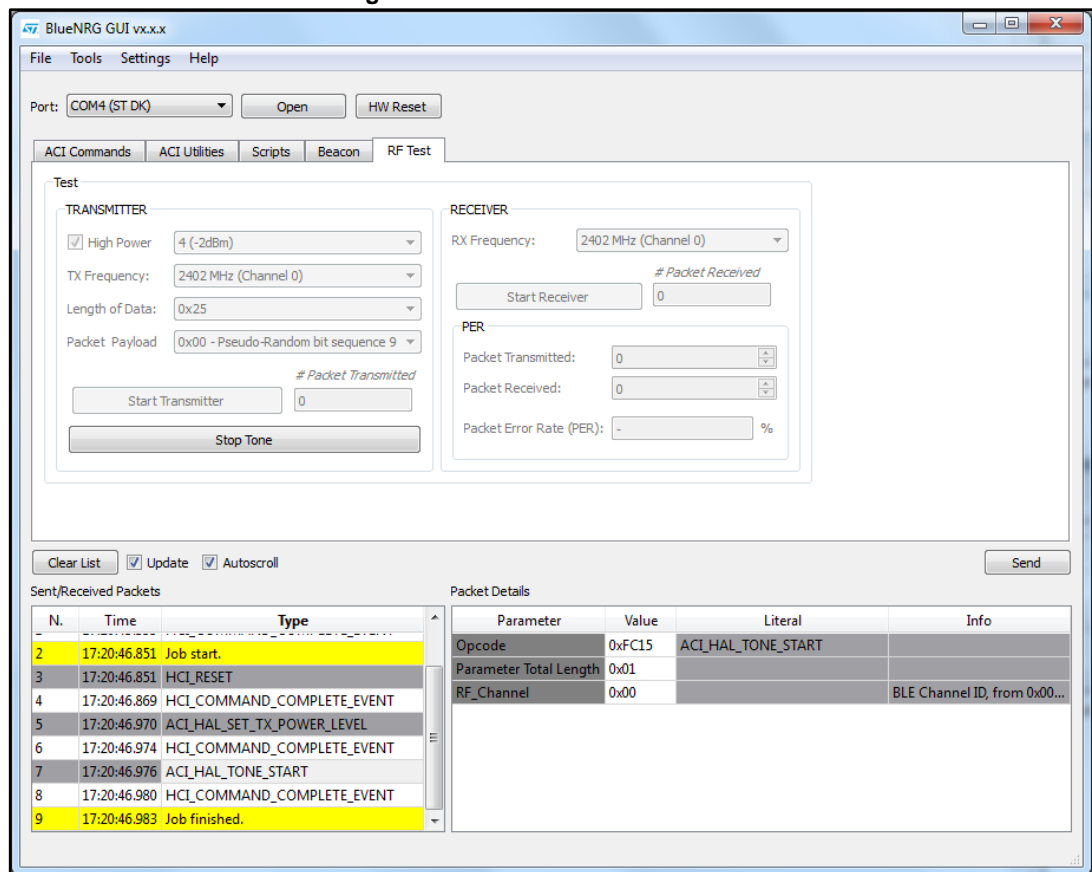 BlueNRG GUI vx.x.x
File Tools Settings Help
Port: COM4 (ST DK) Open HW Reset
ACI Commands ACI Utilities Scripts Beacon RF Test
Test
TRANSMITTER
High Power 4 (-2dBm)
TX Frequency: 2402 MHz (Channel 0)
Length of Data: 0x25
Packet Payload 0x00 - Pseudo-Random bit sequence 9
# Packet Transmitted
Start Transmitter 0
Stop Tone
RECEIVER
RX Frequency: 2402 MHz (Channel 0)
# Packet Received
Start Receiver 0
PER
Packet Transmitted: 0
Packet Received: 0
Packet Error Rate (PER): - %
Clear List Update Autoscroll Send
Sent/Received Packets
N. Time Type
2 17:20:46.851 Job start.
3 17:20:46.851 HCI_RESET
4 17:20:46.869 HCI_COMMAND_COMPLETE_EVENT
5 17:20:46.970 ACI_HAL_SET_TX_POWER_LEVEL
6 17:20:46.974 HCI_COMMAND_COMPLETE_EVENT
7 17:20:46.976 ACI_HAL_TONE_START
8 17:20:46.980 HCI_COMMAND_COMPLETE_EVENT
9 17:20:46.983 Job finished.
Packet Details
Parameter Value Literal Info
Opcode 0xFC15 ACI_HAL_TONE_START
Parameter Total Length 0x01
RF_Channel 0x00 BLE Channel ID, from 0x00...